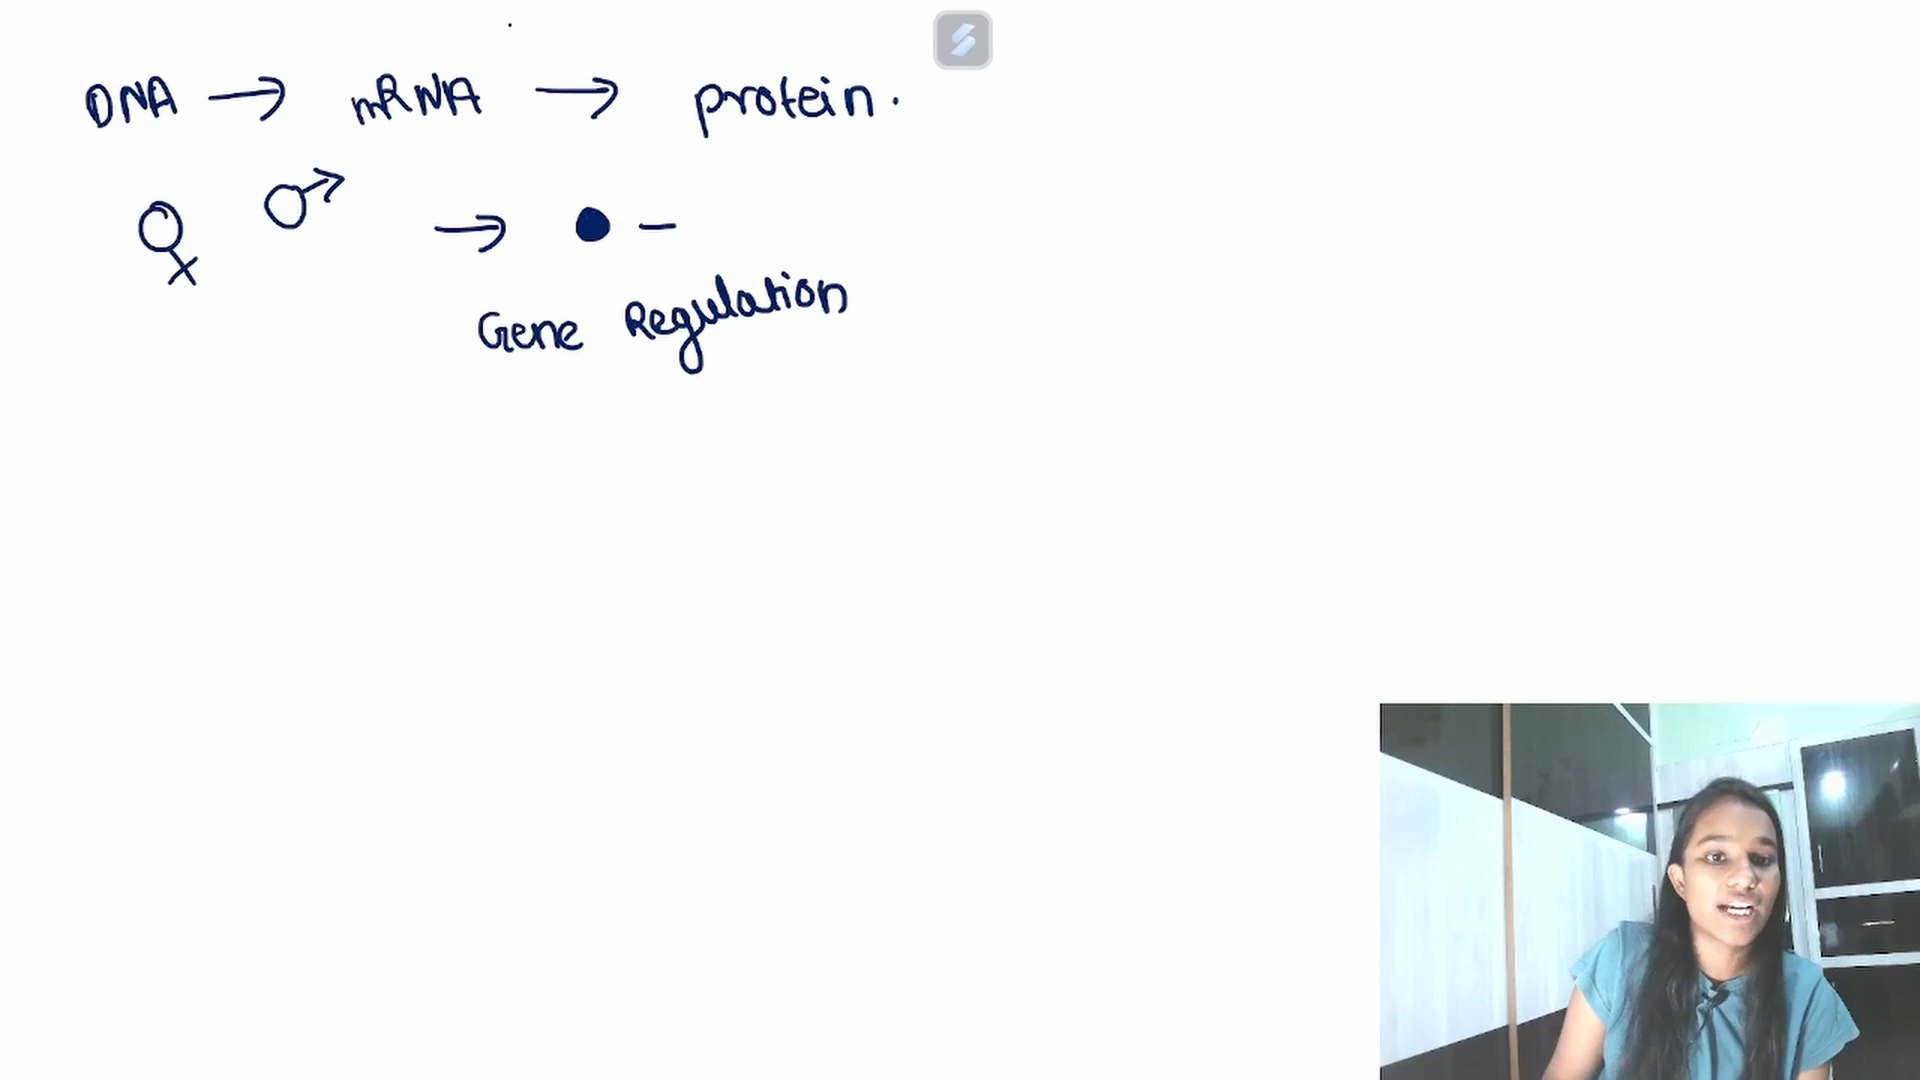 DNA → mRNA → protein.
♀ ♂ → ● –
Gene Regulation